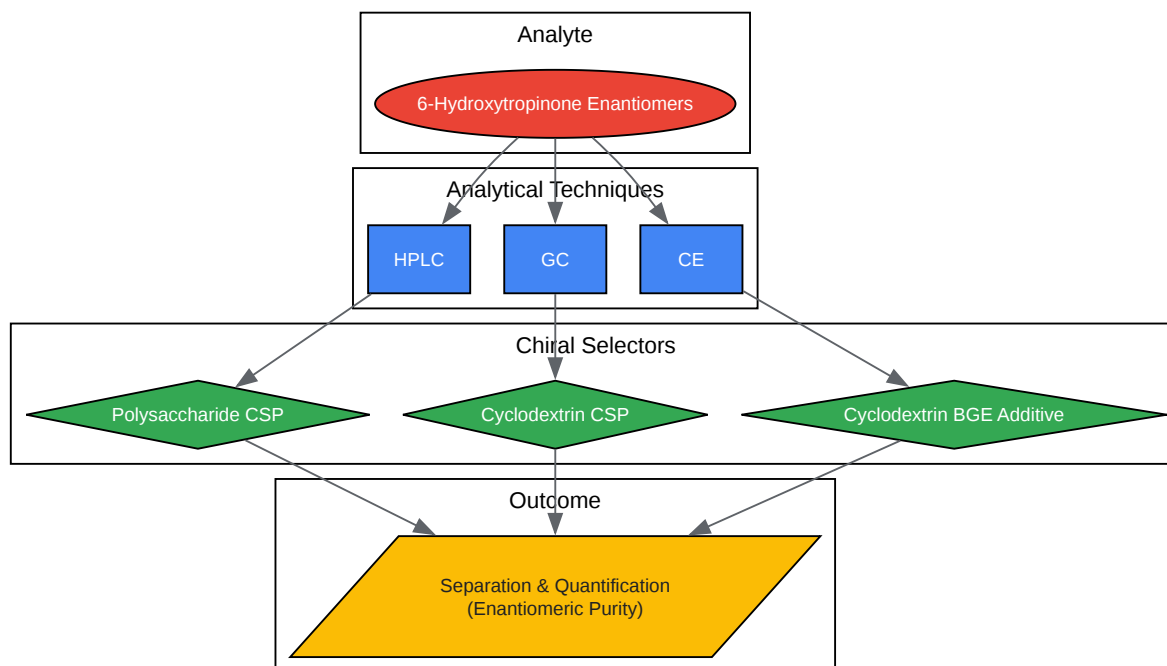 Analyte
6-Hydroxytropinone Enantiomers
Analytical Techniques
HPLC
GC
CE
Chiral Selectors
Polysaccharide CSP
Cyclodextrin CSP
Cyclodextrin BGE Additive
Outcome
Separation & Quantification
(Enantiomeric Purity)